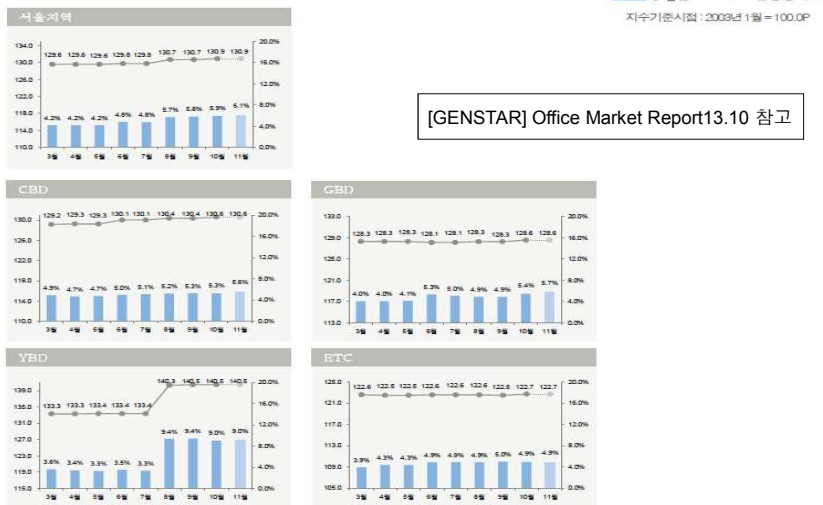 지수기준시점 : 2003년 1월 = 100.0P
서울지역
134.0 130.0 126.0 122.0 118.0 114.0 110.0
129.6 129.6 129.6 129.8 129.8 130.7 130.7 130.9 130.9
20.0% 16.0% 12.0% 8.0% 4.0% 0.0%
4.2% 4.2% 4.2% 4.8% 4.8% 5.7% 5.8% 5.9% 6.1%
3월 4월 5월 6월 7월 8월 9월 10월 11월
[GENSTAR] Office Market Report13.10 참고
CBD
130.0 126.0 122.0 118.0 114.0 110.0
129.2 129.3 129.3 130.1 130.1 130.4 130.4 130.6 130.6
20.0% 16.0% 12.0% 8.0% 4.0% 0.0%
4.9% 4.7% 4.7% 5.0% 5.1% 5.2% 5.3% 5.3% 5.6%
3월 4월 5월 6월 7월 8월 9월 10월 11월
GBD
133.0 129.0 125.0 121.0 117.0 113.0
128.3 128.3 128.3 128.1 128.1 128.3 128.3 128.6 128.6
20.0% 16.0% 12.0% 8.0% 4.0% 0.0%
4.0% 4.0% 4.1% 5.3% 5.0% 4.9% 4.9% 5.4% 5.7%
3월 4월 5월 6월 7월 8월 9월 10월 11월
YBD
139.0 135.0 131.0 127.0 123.0 119.0 115.0
133.3 133.3 133.4 133.4 133.4 140.3 140.5 140.5 140.5
20.0% 16.0% 12.0% 8.0% 4.0% 0.0%
3.6% 3.4% 3.3% 3.5% 3.3% 9.4% 9.4% 9.0% 9.0%
3월 4월 5월 6월 7월 8월 9월 10월 11월
ETC
125.0 121.0 117.0 113.0 109.0 105.0
122.6 122.5 122.5 122.6 122.6 122.6 122.5 122.7 122.7
20.0% 16.0% 12.0% 8.0% 4.0% 0.0%
3.9% 4.3% 4.3% 4.9% 4.9% 4.9% 5.0% 4.9% 4.9%
3월 4월 5월 6월 7월 8월 9월 10월 11월